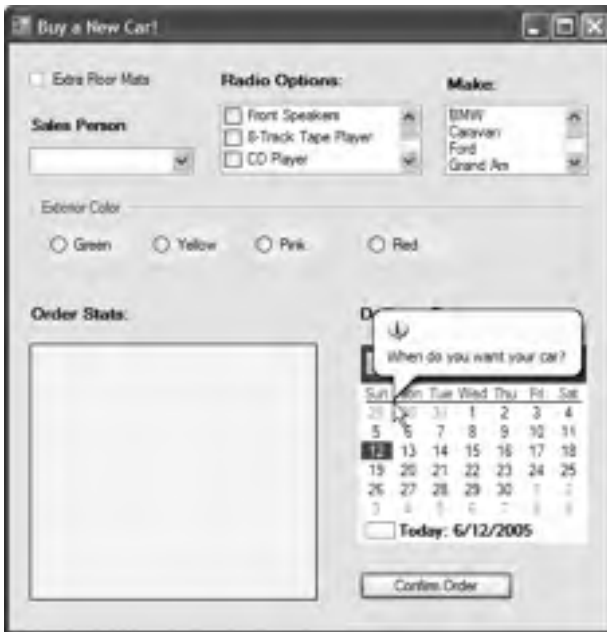 Buy a New Car!
Extra Floor Mats
Radio Options:
Make:
Sales Person
Front Speakers
8-Track Tape Player
CD Player
BMW
Caravan
Ford
Grand Am
Exterior Color
Green Yellow Pink Red
Order Stats:
When do you want your car?
Sun Mon Tue Wed Thu Fri Sat
29 30 31 1 2 3 4
5 6 7 8 9 10 11
12 13 14 15 16 17 18
19 20 21 22 23 24 25
26 27 28 29 30 1 2
3 4 5 6 7 8 9
Today: 6/12/2005
Confirm Order